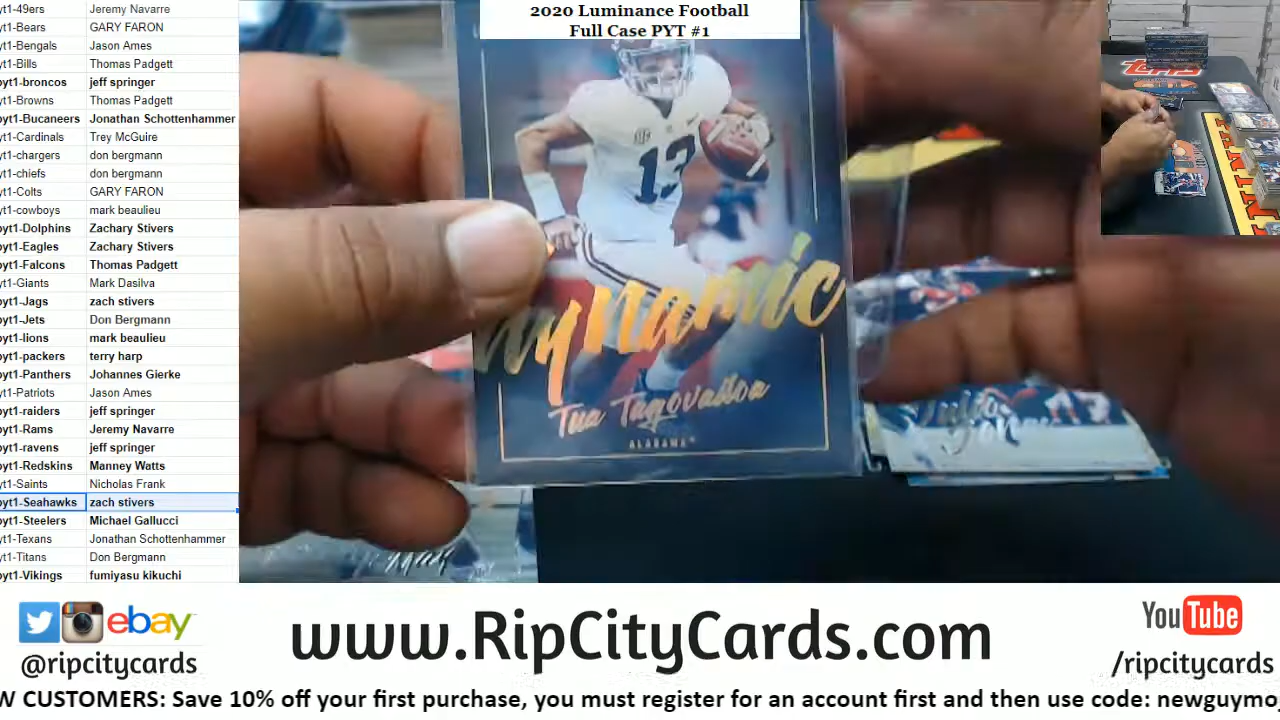 2020 Luminance Football
Full Case PYT #1
yt1-49ers Jeremy Navarre
yt1-Bears GARY FARON
yt1-Bengals Jason Ames
yt1-Bills Thomas Padgett
pyt1-broncos jeff springer
yt1-Browns Thomas Padgett
pyt1-Bucaneers Jonathan Schottenhammer
yt1-Cardinals Trey McGuire
yt1-chargers don bergmann
yt1-chiefs don bergmann
yt1-Colts GARY FARON
yt1-cowboys mark beaulieu
pyt1-Dolphins Zachary Stivers
pyt1-Eagles Zachary Stivers
pyt1-Falcons Thomas Padgett
yt1-Giants Mark Dasilva
pyt1-Jags zach stivers
pyt1-Jets Don Bergmann
pyt1-lions mark beaulieu
pyt1-packers terry harp
pyt1-Panthers Johannes Gierke
yt1-Patriots Jason Ames
pyt1-raiders jeff springer
pyt1-Rams Jeremy Navarre
pyt1-ravens jeff springer
pyt1-Redskins Manney Watts
yt1-Saints Nicholas Frank
pyt1-Seahawks zach stivers
pyt1-Steelers Michael Gallucci
yt1-Texans Jonathan Schottenhammer
yt1-Titans Don Bergmann
pyt1-Vikings fumiyasu kikuchi
13
Dynamic
Tua Tagovailoa
ALABAMA
Julio
Jones
Topps
ebay
@ripcitycards
www.RipCityCards.com
YouTube
/ripcitycards
W CUSTOMERS: Save 10% off your first purchase, you must register for an account first and then use code: newguymo